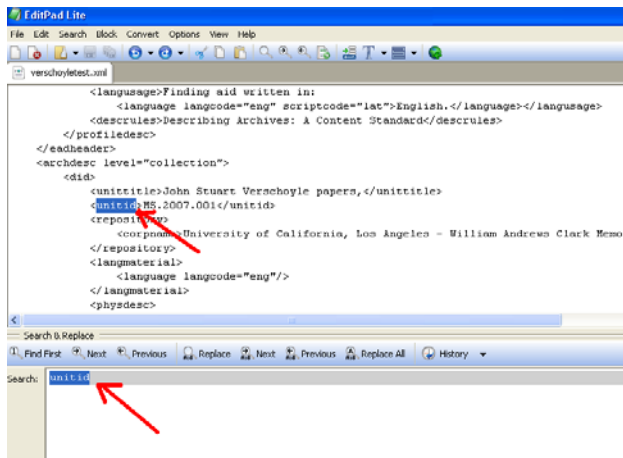 EditPad Lite
File Edit Search Block Convert Options View Help
verschoyletest.xml
<langusage>Finding aid written in:
<language langcode="eng" scriptcode="lat">English.</language></langusage>
<descrules>Describing Archives: A Content Standard</descrules>
</profiledesc>
</eadheader>
<archdesc level="collection">
<did>
<unittitle>John Stuart Verschoyle papers,</unittitle>
<unitid>MS.2007.001</unitid>
<repository>
<corpname>University of California, Los Angeles - William Andrews Clark Memo
</repository>
<langmaterial>
<language langcode="eng"/>
</langmaterial>
<physdesc>
Search & Replace
Find First Next Previous Replace Next Previous Replace All History
Search: unitid